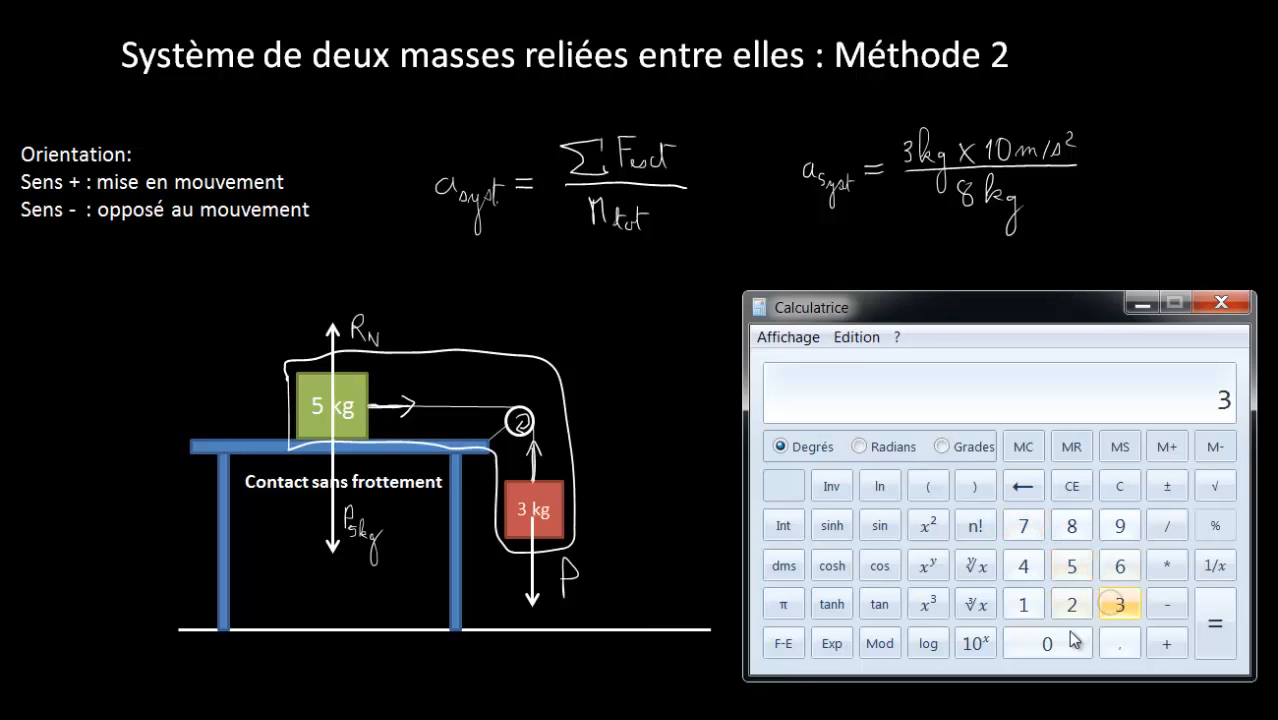 Système de deux masses reliées entre elles : Méthode 2
Orientation:
Sens + : mise en mouvement
Sens - : opposé au mouvement
a_syst. = ∑ F_ext / M_tot
a_syst = 3kg × 10 m/s² / 8 kg
R_N
5 kg
Contact sans frottement
P_5kg
3 kg
P
Calculatrice
Affichage Edition ?
3
Degrés Radians Grades MC MR MS M+ M-
Inv ln ( ) ← CE C ± √
Int sinh sin x² n! 7 8 9 / %
dms cosh cos xʸ ʸ√x 4 5 6 * 1/x
π tanh tan x³ ³√x 1 2 3 - =
F-E Exp Mod log 10ˣ 0 , +